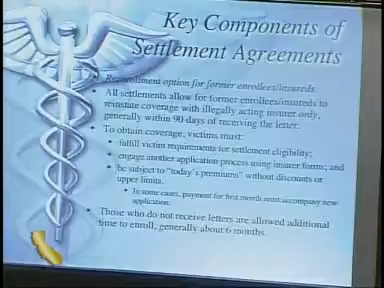 Key Components of
Settlement Agreements
Reenrollment option for former enrollees/insureds.
All settlements allow for former enrollees/insureds to
reinstate coverage with illegally acting insurer only,
generally within 90 days of receiving the letter.
To obtain coverage, victims must:
fulfill victim requirements for settlement eligibility;
engage another application process using insurer forms; and
be subject to "today's premiums" without discounts or
upper limits.
In some cases, payment for first month must accompany new
application.
Those who do not receive letters are allowed additional
time to enroll, generally about 6 months.